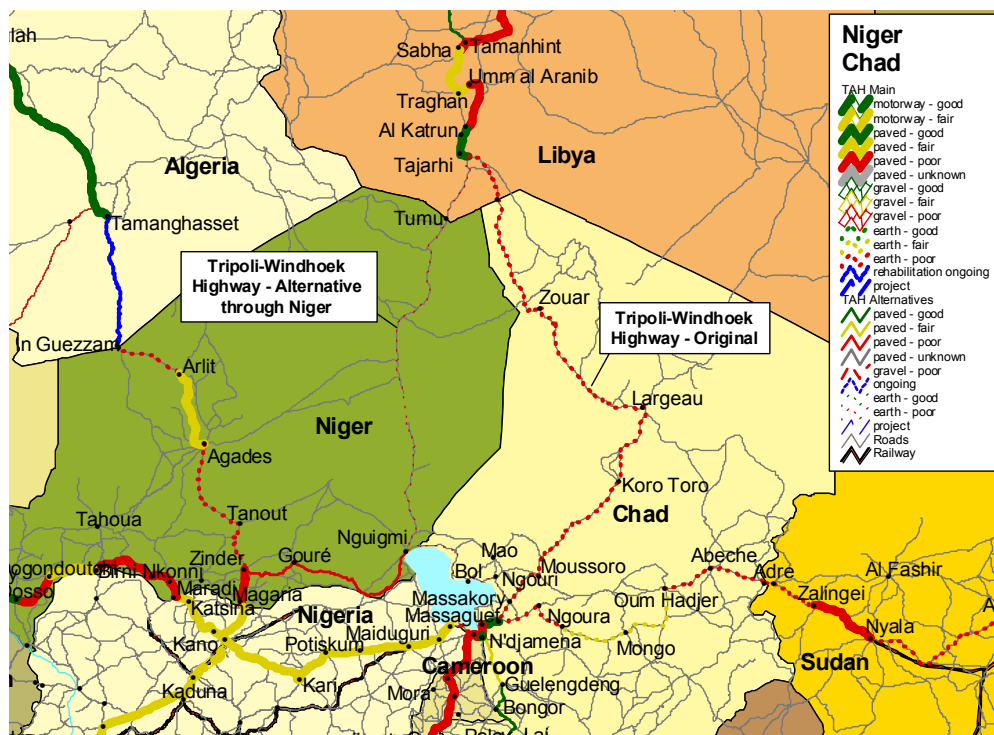 Niger
Chad
TAH Main
motorway - good
motorway - fair
paved - good
paved - fair
paved - poor
paved - unknown
gravel - good
gravel - fair
gravel - poor
earth - good
earth - fair
earth - poor
rehabilitation ongoing
project
TAH Alternatives
paved - good
paved - fair
paved - poor
paved - unknown
gravel - poor
ongoing
earth - good
earth - poor
project
Roads
Railway
Sabha
Tamanhint
Umm al Aranib
Traghan
Al Katrun
Tajarhi
Libya
Algeria
Tamanghasset
Tumu
Tripoli-Windhoek
Highway - Alternative
through Niger
Zouar
Tripoli-Windhoek
Highway - Original
In Guezzam
Arlit
Largeau
Niger
Agades
Koro Toro
Chad
Tahoua
Tanout
Nguigmi
Mao
Zinder
Gouré
Moussoro
Abeche
Adre
Al Fashir
ogondoute
Birni Nkonni
Bol
Ngouri
Dosso
Maradi
Magaria
Massakory
Oum Hadjer
Zalingei
Katsina
Nigeria
Massaguet
Ngoura
Kano
Potiskum
Maiduguri
N'djamena
Mongo
Nyala
Cameroon
Sudan
Kaduna
Kari
Mora
Guelengdeng
Bongor
Laï